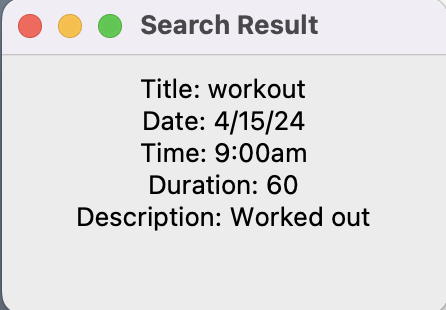 Search Result
Title: workout
Date: 4/15/24
Time: 9:00am
Duration: 60
Description: Worked out